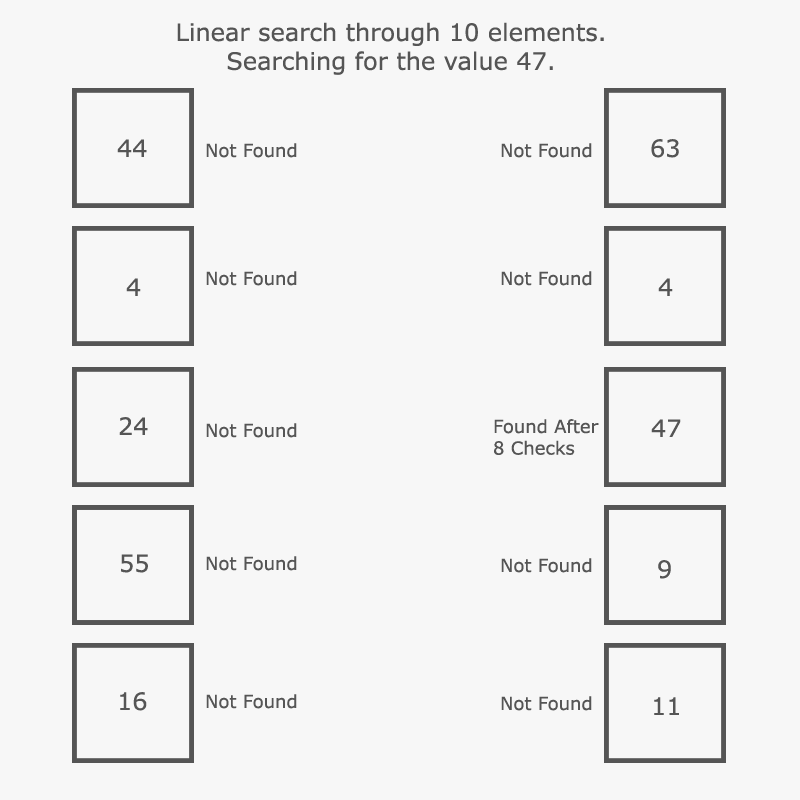 Linear search through 10 elements.
Searching for the value 47.
44 Not Found
4 Not Found
24 Not Found
55 Not Found
16 Not Found
Not Found 63
Not Found 4
Found After
8 Checks
47
Not Found 9
Not Found 11